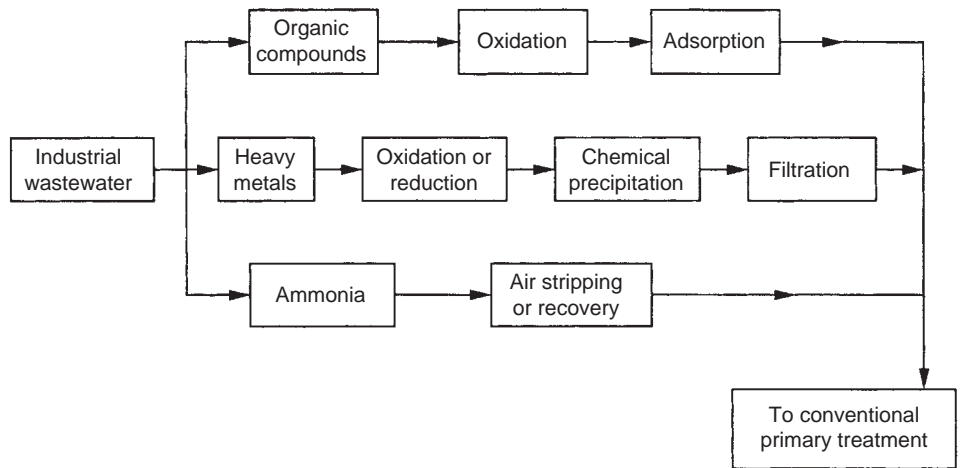 Organic
compounds
Oxidation
Adsorption
Industrial
wastewater
Heavy
metals
Oxidation or
reduction
Chemical
precipitation
Filtration
Ammonia
Air stripping
or recovery
To conventional
primary treatment